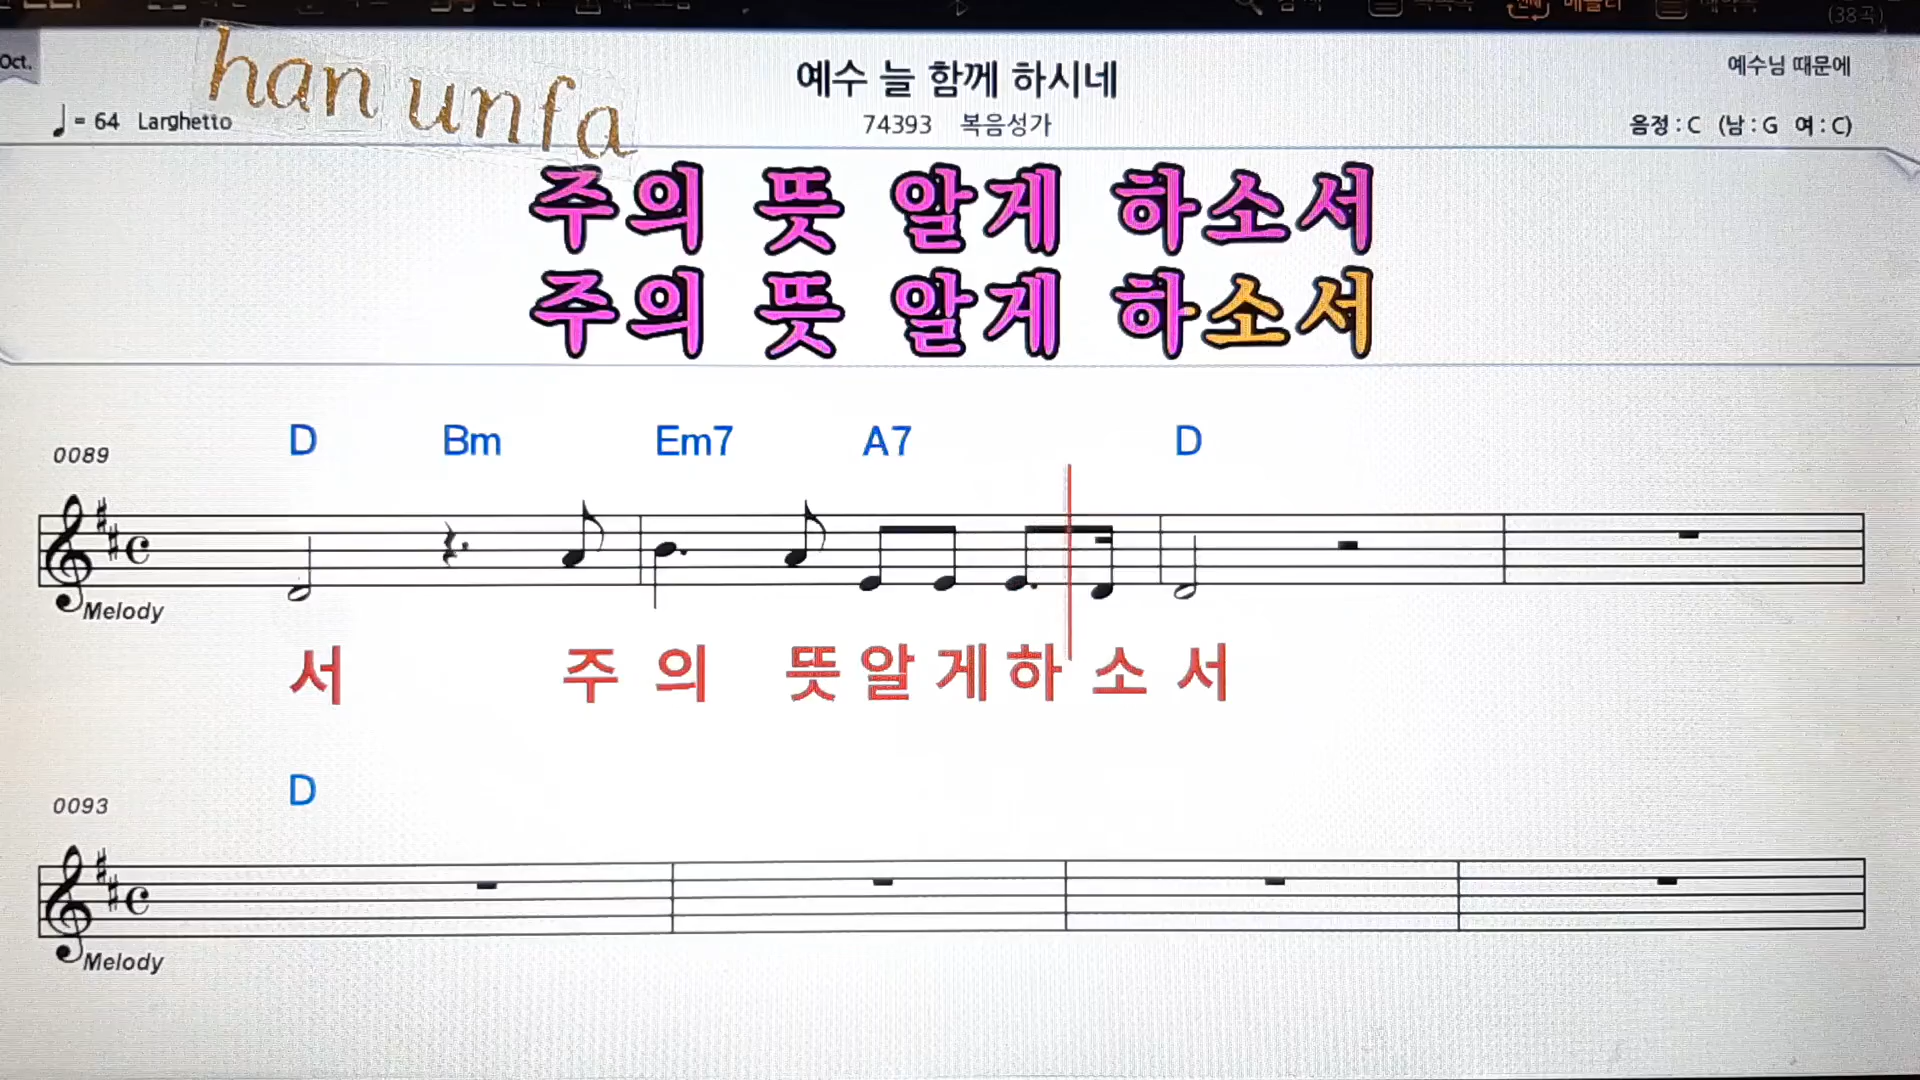 (38곡)
Oct.
han unfa
예수 늘 함께 하시네
예수님 때문에
♩= 64 Larghetto
74393 복음성가
음정 : C (남 : G 여 : C)
주의 뜻 알게 하소서
주의 뜻 알게 하소서
D Bm Em7 A7 D
0089
Melody
서 주 의 뜻 알 게 하 소 서
D
0093
Melody